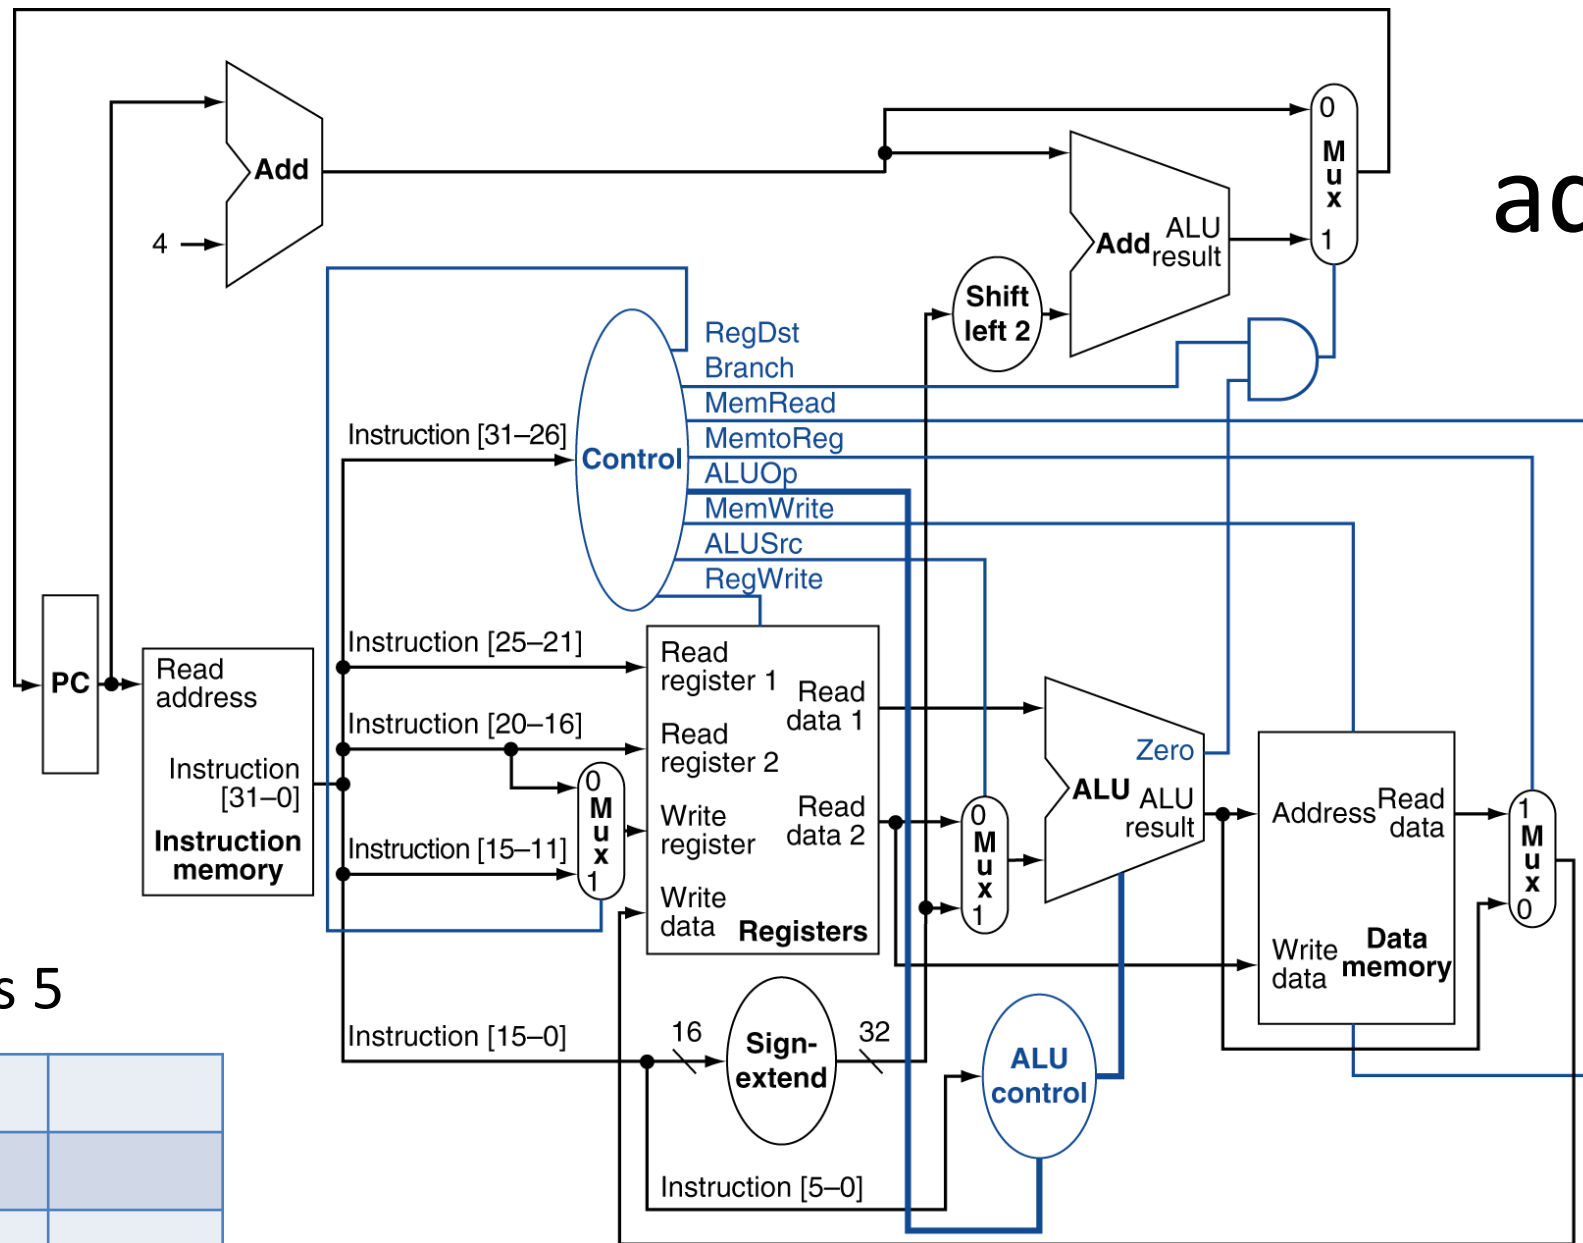 0
M
u
x
1
Add
4
Add
ALU
result
Shift
left 2
RegDst
Branch
MemRead
MemtoReg
ALUOp
MemWrite
ALUSrc
RegWrite
Control
Instruction [31–26]
Instruction [25–21]
Instruction [20–16]
Instruction [15–11]
Instruction [15–0]
Instruction [5–0]
PC
Read
address
Instruction
[31–0]
Instruction
memory
0
M
u
x
1
Read
register 1
Read
register 2
Write
register
Write
data
Read
data 1
Read
data 2
Registers
0
M
u
x
1
Zero
ALU
ALU
result
Address
Read
data
Write
data
Data
memory
1
M
u
x
0
16
Sign-
extend
32
ALU
control
5